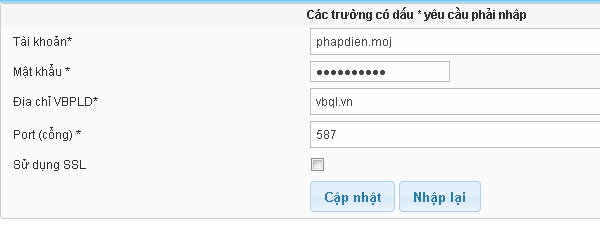 Các trường có dấu * yêu cầu phải nhập
Tài khoản* phapdien.moj
Mật khẩu * ●●●●●●●●●●
Địa chỉ VBPLD* vbql.vn
Port (cổng) * 587
Sử dụng SSL
Cập nhật Nhập lại